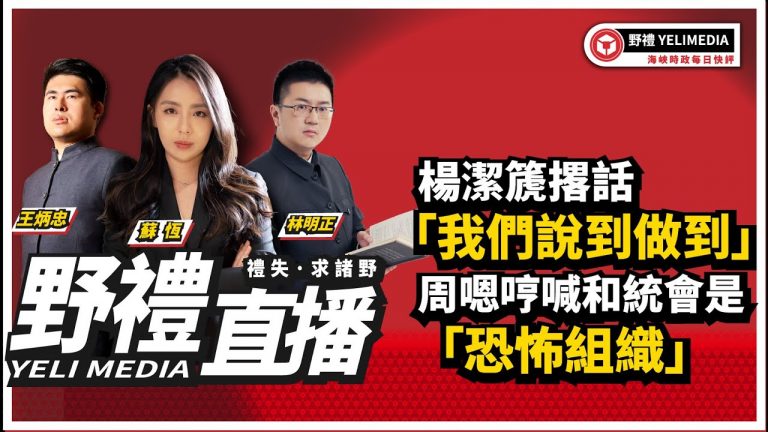 野禮 YELIMEDIA
海峽時政每日快評
王炳忠
蘇恆
林明正
禮失·求諸野
野禮直播
YELI MEDIA
楊潔篪撂話
「我們說到做到」
周嗯哼喊和統會是
「恐怖組織」